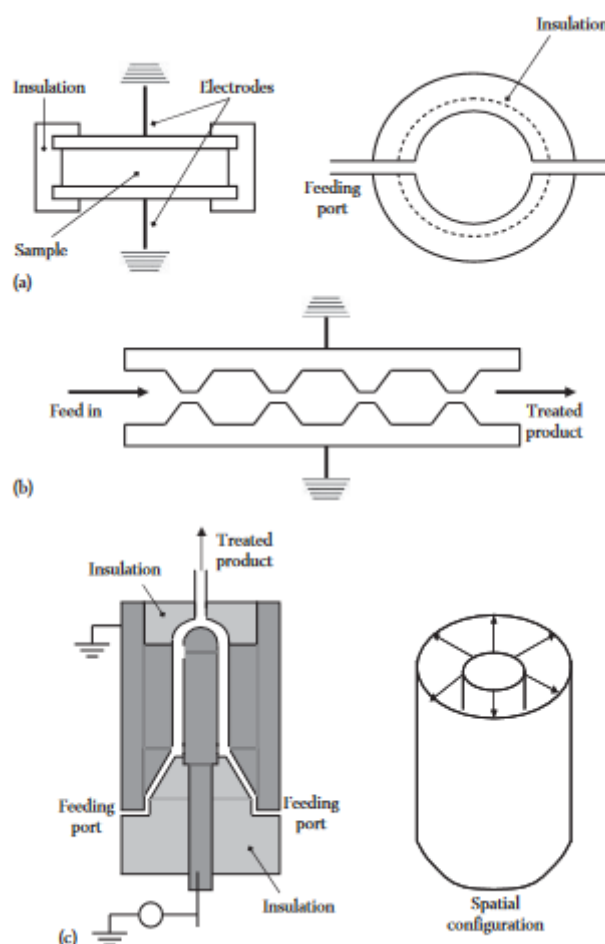 Insulation
Electrodes
Sample
Insulation
Feeding
port
(a)
Feed in
Treated
product
(b)
Treated
product
Insulation
Feeding
port
Feeding
port
Insulation
(c)
Spatial
configuration